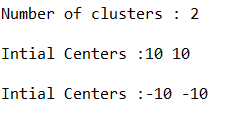 Number of clusters : 2
Intial Centers :10 10
Intial Centers :-10 -10